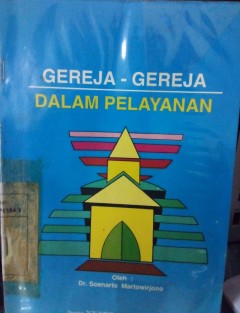 GEREJA - GEREJA
DALAM PELAYANAN
Oleh :
Dr. Soenarto Martowirjono